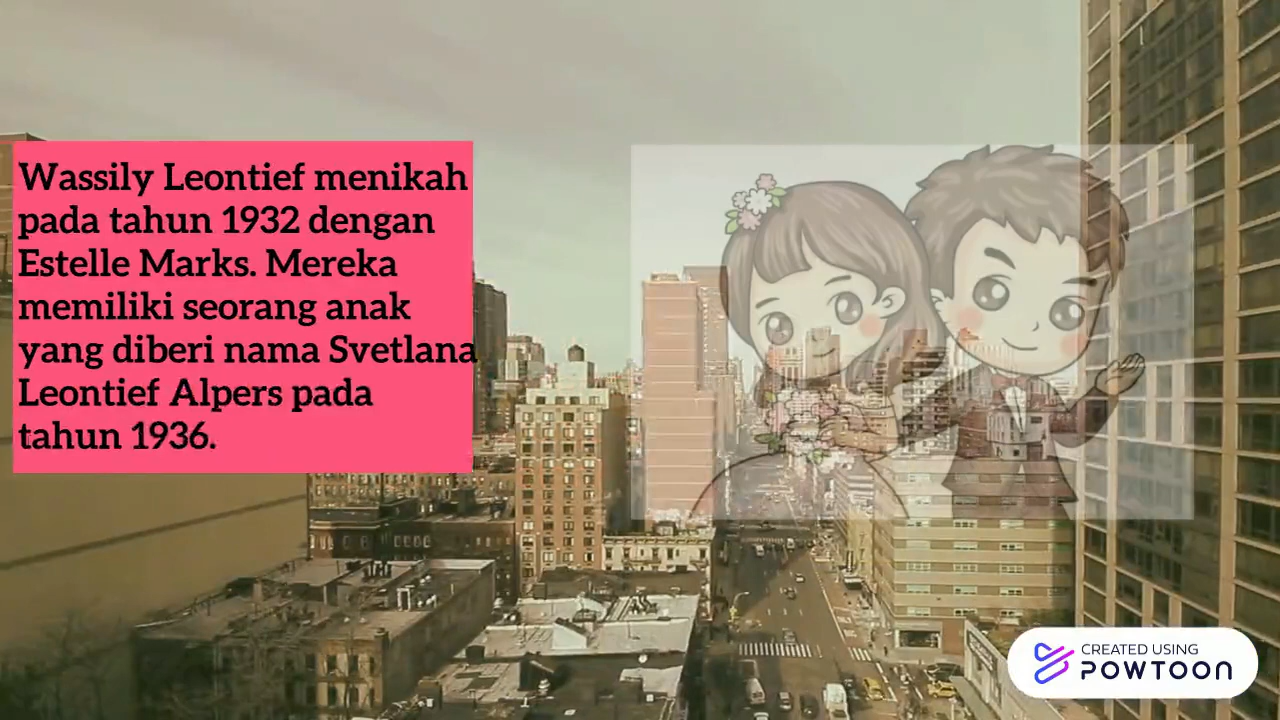 Wassily Leontief menikah
pada tahun 1932 dengan
Estelle Marks. Mereka
memiliki seorang anak
yang diberi nama Svetlana
Leontief Alpers pada
tahun 1936.
CREATED USING
POWTOON